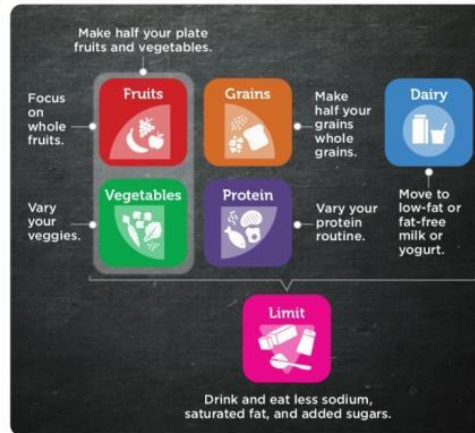 Make half your plate
fruits and vegetables.
Focus
on
whole
fruits.
Fruits
Grains
Make
half your
grains
whole
grains.
Dairy
Vary
your
veggies.
Vegetables
Protein
Vary your
protein
routine.
Move to
low-fat or
fat-free
milk or
yogurt.
Limit
Drink and eat less sodium,
saturated fat, and added sugars.